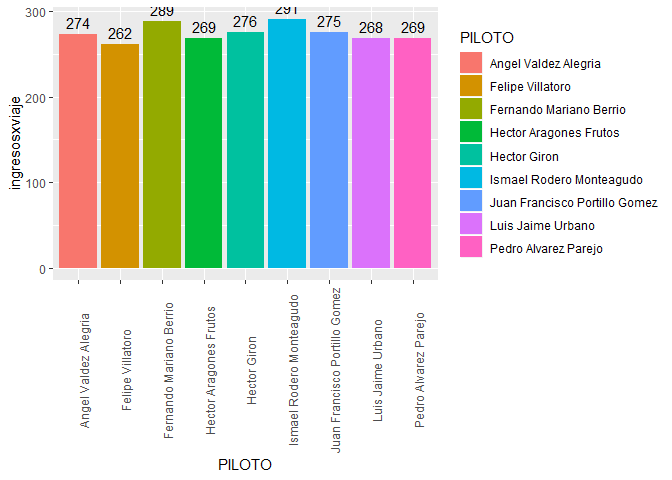 ingresosxviaje
300
200
100
0
274
262
289
269
276
291
275
268
269
Angel Valdez Alegria
Felipe Villatoro
Fernando Mariano Berrio
Hector Aragones Frutos
Hector Giron
Ismael Rodero Monteagudo
Juan Francisco Portillo Gomez
Luis Jaime Urbano
Pedro Alvarez Parejo
PILOTO
PILOTO
Angel Valdez Alegria
Felipe Villatoro
Fernando Mariano Berrio
Hector Aragones Frutos
Hector Giron
Ismael Rodero Monteagudo
Juan Francisco Portillo Gomez
Luis Jaime Urbano
Pedro Alvarez Parejo